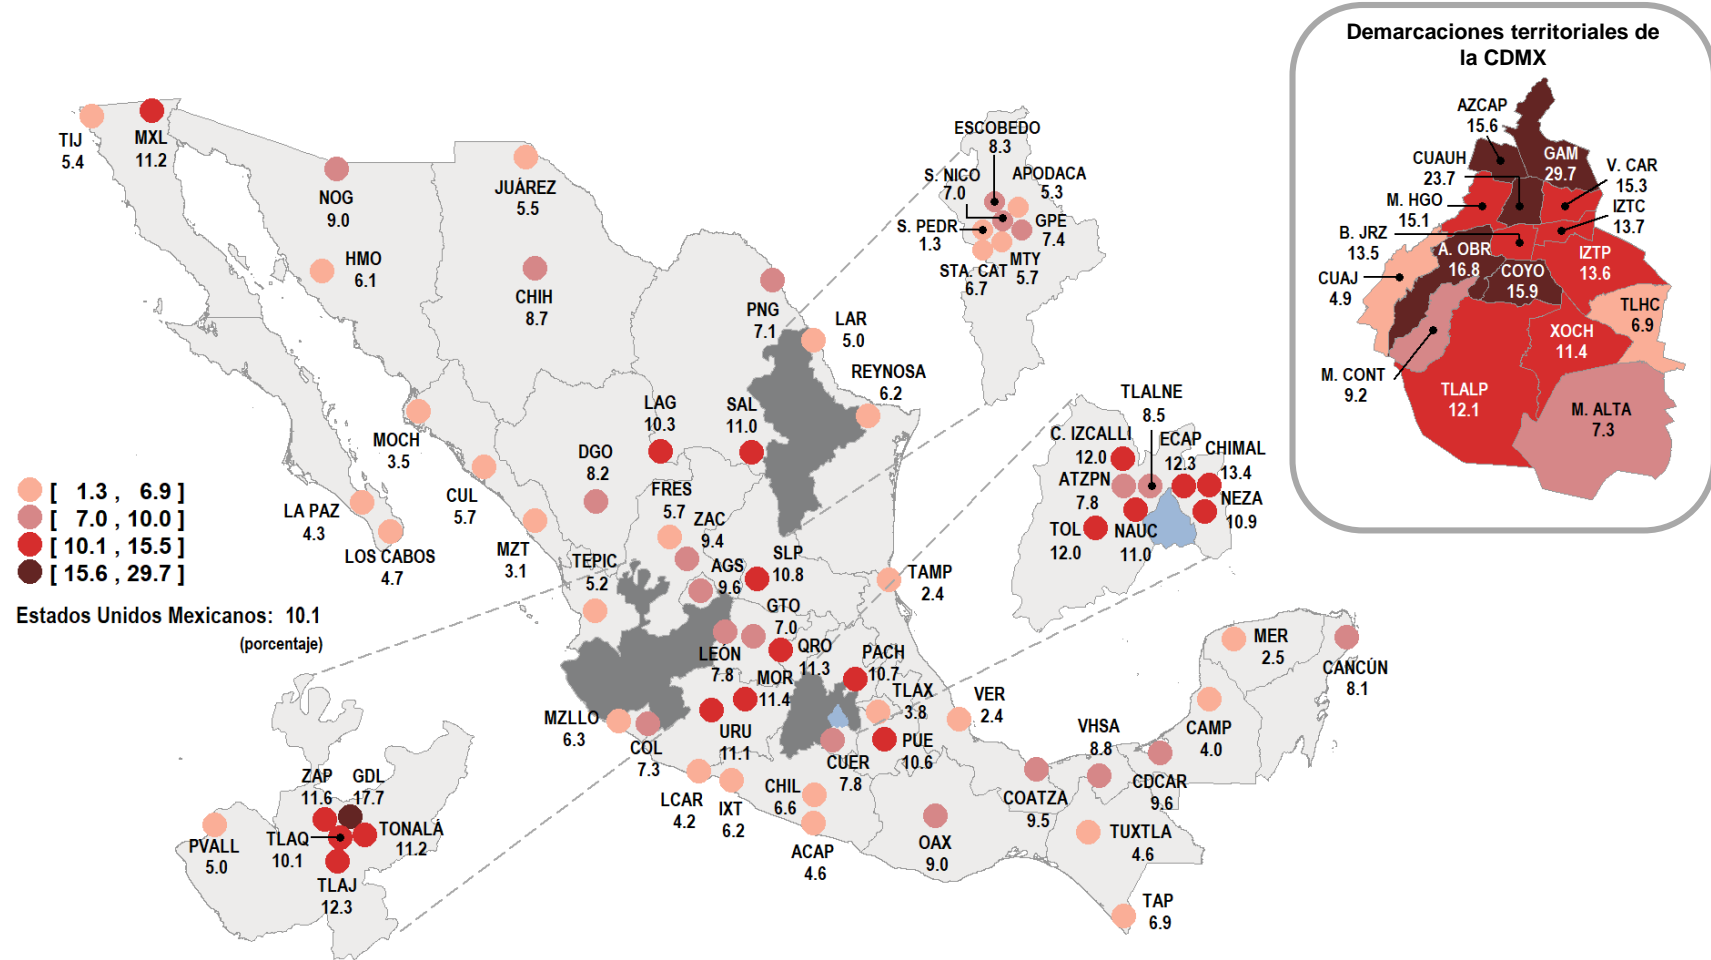 Demarcaciones territoriales de
la CDMX
AZCAP
15.6
CUAUH
23.7
GAM
29.7
V. CAR
15.3
M. HGO
15.1
IZTC
13.7
B. JRZ
13.5
A. OBR
16.8
IZTP
13.6
CUAJ
4.9
COYO
15.9
TLHC
6.9
XOCH
11.4
M. CONT
9.2
TLALP
12.1
M. ALTA
7.3
TIJ
5.4
MXL
11.2
NOG
9.0
HMO
6.1
JUÁREZ
5.5
CHIH
8.7
ESCOBEDO
8.3
S. NICO
7.0
APODACA
5.3
S. PEDR
1.3
GPE
7.4
STA. CAT
6.7
MTY
5.7
PNG
7.1
LAR
5.0
REYNOSA
6.2
LAG
10.3
SAL
11.0
MOCH
3.5
DGO
8.2
CUL
5.7
LA PAZ
4.3
LOS CABOS
4.7
MZT
3.1
FRES
5.7
ZAC
9.4
TEPIC
5.2
AGS
9.6
SLP
10.8
TAMP
2.4
GTO
7.0
LEÓN
7.8
QRO
11.3
PACH
10.7
MOR
11.4
TLAX
3.8
VER
2.4
MZLLO
6.3
COL
7.3
URU
11.1
CUER
7.8
PUE
10.6
LCAR
4.2
IXT
6.2
CHIL
6.6
ACAP
4.6
OAX
9.0
COATZA
9.5
VHSA
8.8
CDCAR
9.6
CAMP
4.0
MER
2.5
CANCÚN
8.1
TUXTLA
4.6
TAP
6.9
TLALNE
8.5
C. IZCALLI
12.0
ECAP
12.3
CHIMAL
13.4
ATZPN
7.8
NEZA
10.9
TOL
12.0
NAUC
11.0
[ 1.3 , 6.9 ]
[ 7.0 , 10.0 ]
[ 10.1 , 15.5 ]
[ 15.6 , 29.7 ]
Estados Unidos Mexicanos: 10.1
(porcentaje)
ZAP
11.6
GDL
17.7
PVALL
5.0
TLAQ
10.1
TONALÁ
11.2
TLAJ
12.3